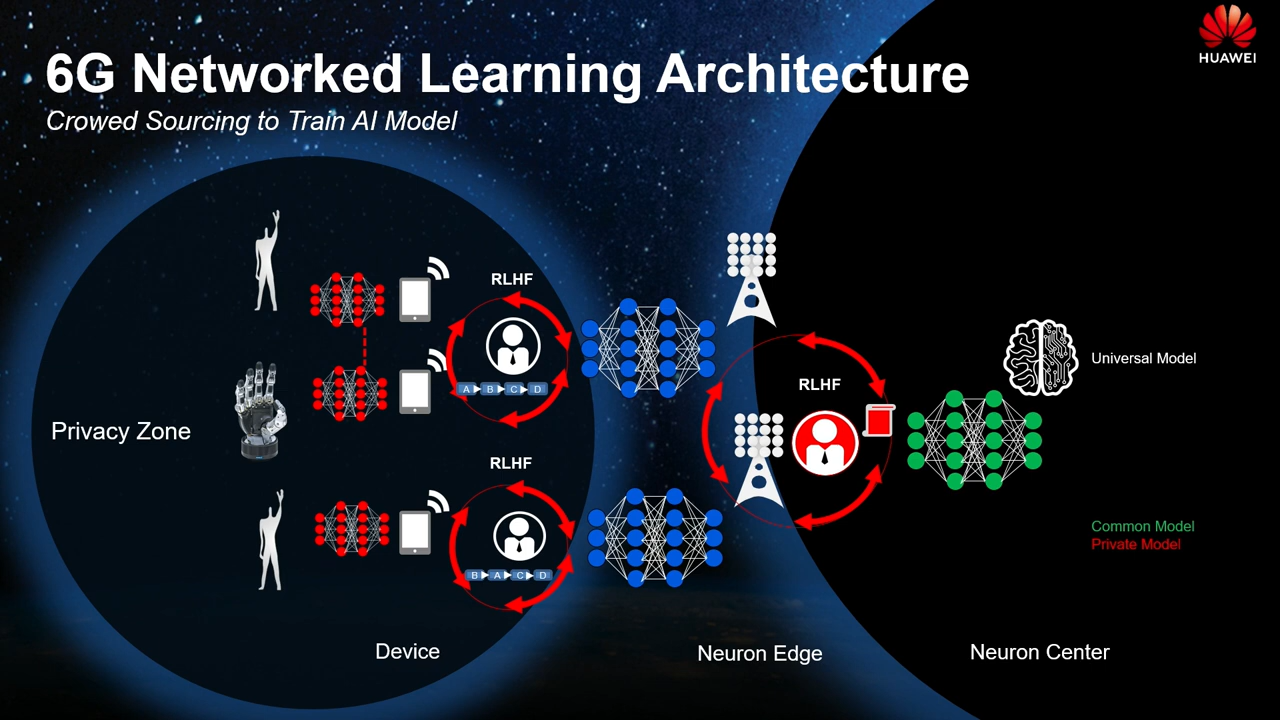 HUAWEI
6G Networked Learning Architecture
Crowed Sourcing to Train AI Model
RLHF
A B C D
RLHF
Universal Model
Privacy Zone
RLHF
B A C D
Common Model
Private Model
Device
Neuron Edge
Neuron Center